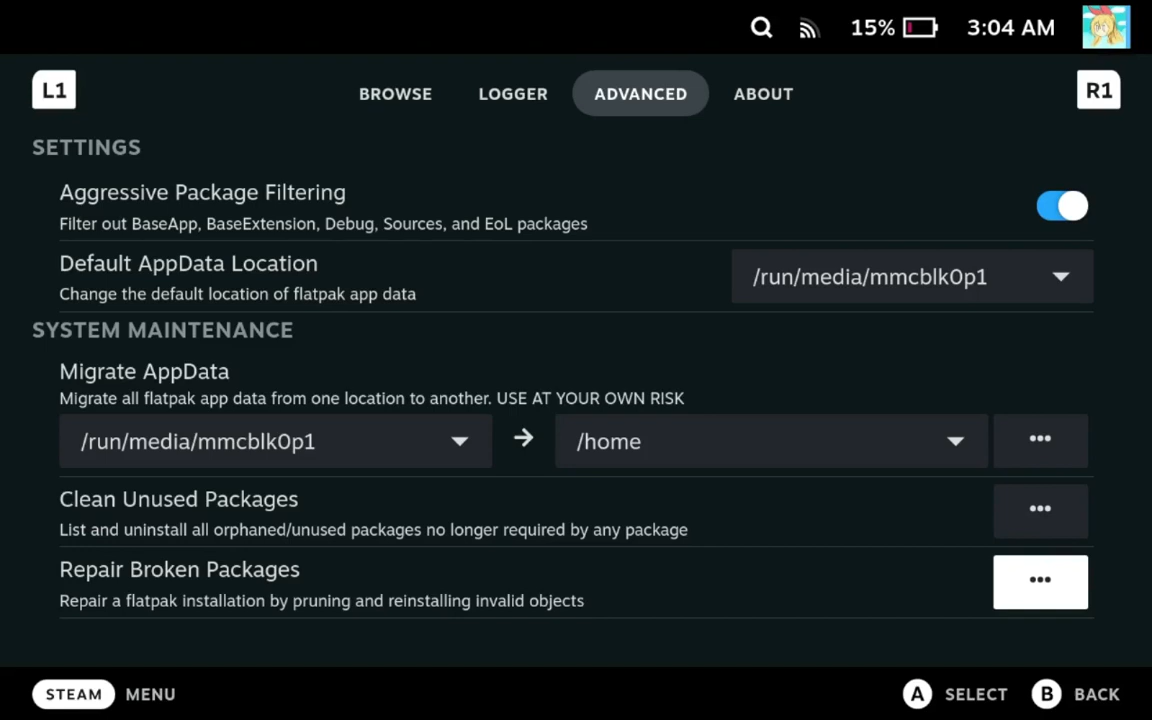 15% 3:04 AM
L1 BROWSE LOGGER ADVANCED ABOUT R1
SETTINGS
Aggressive Package Filtering
Filter out BaseApp, BaseExtension, Debug, Sources, and EoL packages
Default AppData Location
/run/media/mmcblk0p1
Change the default location of flatpak app data
SYSTEM MAINTENANCE
Migrate AppData
Migrate all flatpak app data from one location to another. USE AT YOUR OWN RISK
/run/media/mmcblk0p1 → /home •••
Clean Unused Packages
•••
List and uninstall all orphaned/unused packages no longer required by any package
Repair Broken Packages
•••
Repair a flatpak installation by pruning and reinstalling invalid objects
STEAM MENU A SELECT B BACK